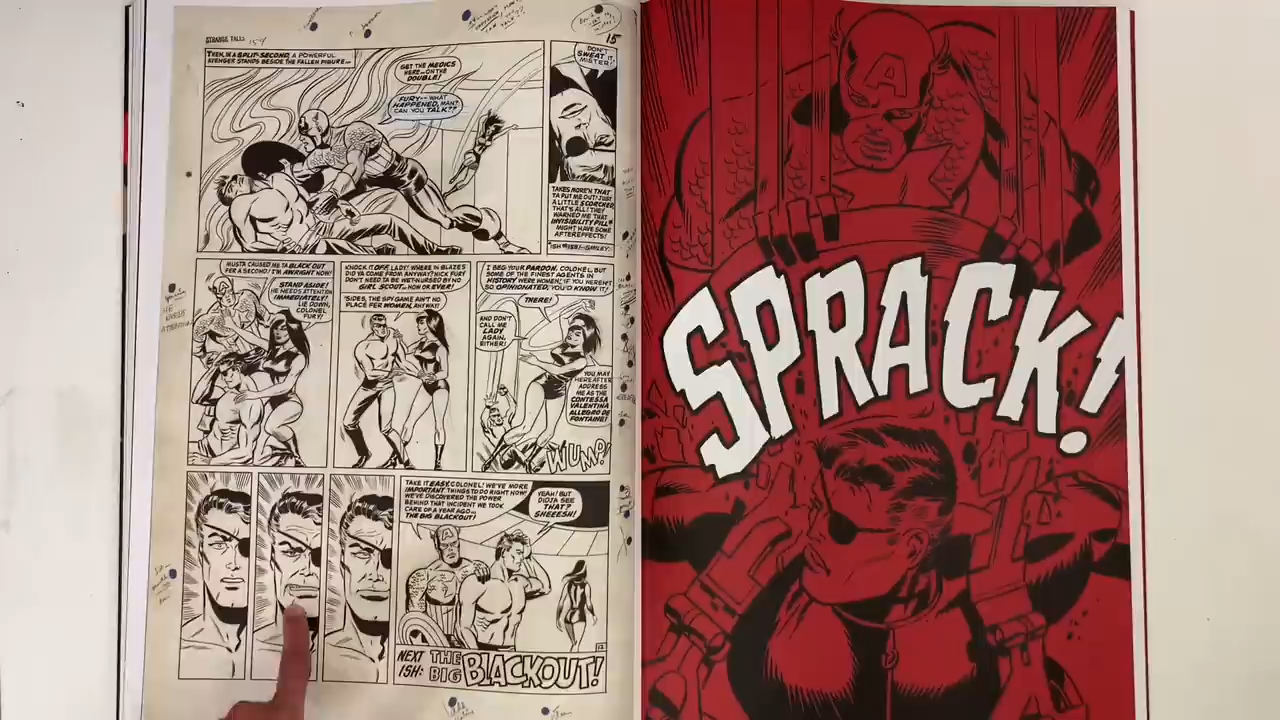 STRANGE TALES 159
15
THEN, IN A SPLIT-SECOND, A POWERFUL
AVENGER STANDS BESIDE THE FALLEN FIGURE--
GET THE MEDICS
HERE--ON THE
DOUBLE!
FURY--WHAT
HAPPENED, MAN?
CAN YOU TALK??
DON'T
SWEAT IT,
MISTER!
TAKES MORE'N THAT
TA PUT ME OUT! JUST
A LITTLE SCORCHED,
THAT'S ALL! THEY
WARNED ME THAT
INVISIBILITY PILL*
MIGHT HAVE SOME
AFTEREFFECTS!
MUSTA CAUSED ME TA BLACK OUT
FER A SECOND! I'M AWRIGHT NOW!
STAND ASIDE!
HE NEEDS ATTENTION
IMMEDIATELY!
LIE DOWN,
COLONEL
FURY!
KNOCK IT OFF, LADY! WHERE IN BLAZES
DID YA COME FROM ANYWAY? NICK FURY
DON'T NEED TA BE WET-NURSED BY NO
GIRL SCOUT... NOW OR EVER!
'SIDES, THE SPY GAME AIN'T NO
PLACE FER WOMEN, ANYWAY!
I BEG YOUR PARDON, COLONEL, BUT
SOME OF THE FINEST AGENTS IN
HISTORY WERE WOMEN! IF YOU WEREN'T
SO OPINIONATED, YOU'D KNOW IT!
THERE!
AND DON'T
CALL ME
LADY
AGAIN,
EITHER!
YOU MAY
HEREAFTER
ADDRESS
ME AS THE
CONTESSA
VALENTINA
ALLEGRO DE
FONTAINE!
WUMP!
TAKE IT EASY, COLONEL! WE'VE MORE
IMPORTANT THINGS TO DO RIGHT NOW!
WE'VE DISCOVERED THE POWER
BEHIND THAT INCIDENT WE TOOK
CARE OF A YEAR AGO--
THE BIG BLACKOUT!
YEAH! BUT
DIDJA SEE
THAT?
SHEEESH!
12
NEXT
ISH: THE
BIG BLACKOUT!
A
SPRACK!